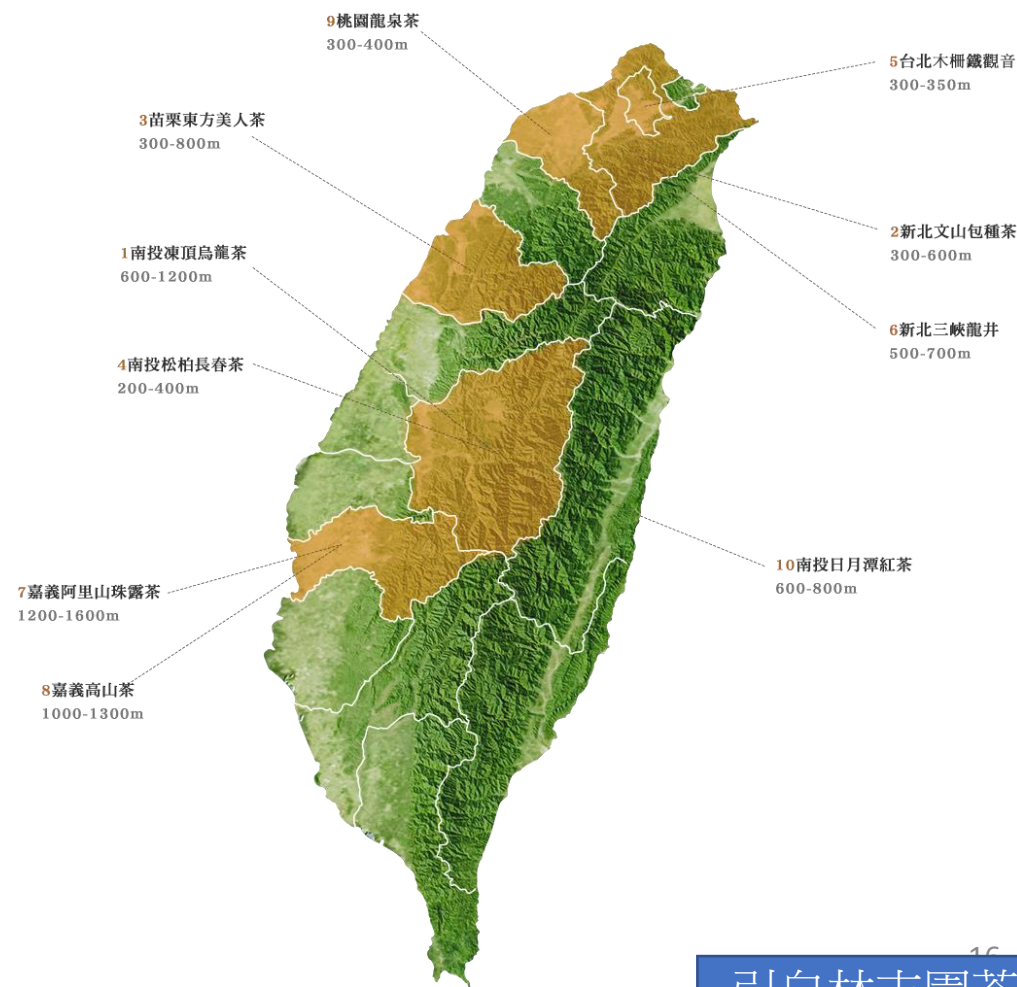 9桃園龍泉茶
300-400m
5台北木柵鐵觀音
300-350m
3苗栗東方美人茶
300-800m
2新北文山包種茶
300-600m
1南投凍頂烏龍茶
600-1200m
6新北三峽龍井
500-700m
4南投松柏長春茶
200-400m
10南投日月潭紅茶
600-800m
7嘉義阿里山珠露茶
1200-1600m
8嘉義高山茶
1000-1300m
16